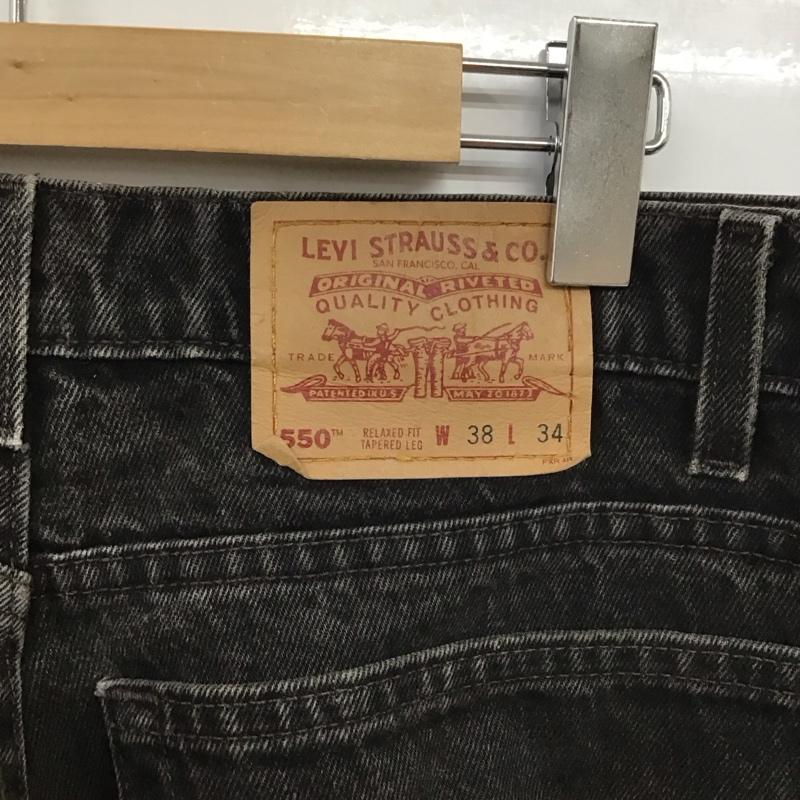 LEVI STRAUSS & CO.
SAN FRANCISCO, CAL
ORIGINAL RIVETED
QUALITY CLOTHING
TRADE MARK
PATENTED IN U.S. MAY 20 1873
550™ RELAXED FIT TAPERED LEG W 38 L 34